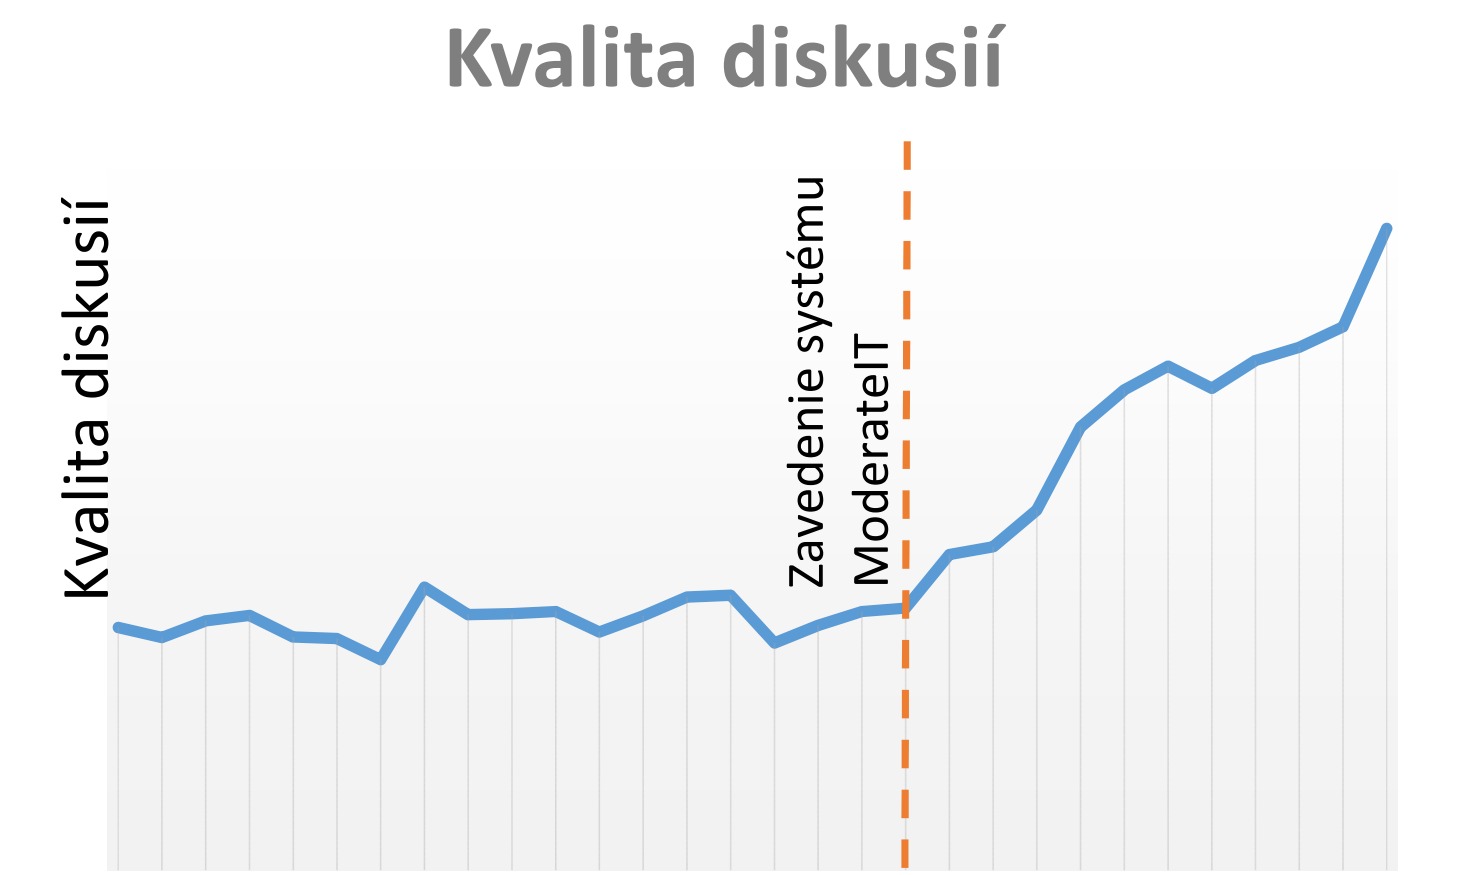 Kvalita diskusií
Kvalita diskusií
Zavedenie systému
ModerateIT